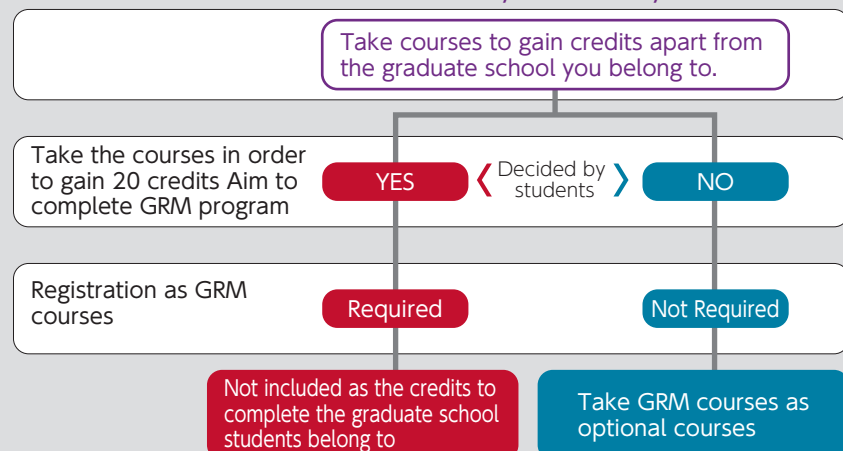 Take courses to gain credits apart from
the graduate school you belong to.
Take the courses in order
to gain 20 credits Aim to
complete GRM program
YES
Decided by
students
NO
Registration as GRM
courses
Required
Not Required
Not included as the credits to
complete the graduate school
students belong to
Take GRM courses as
optional courses